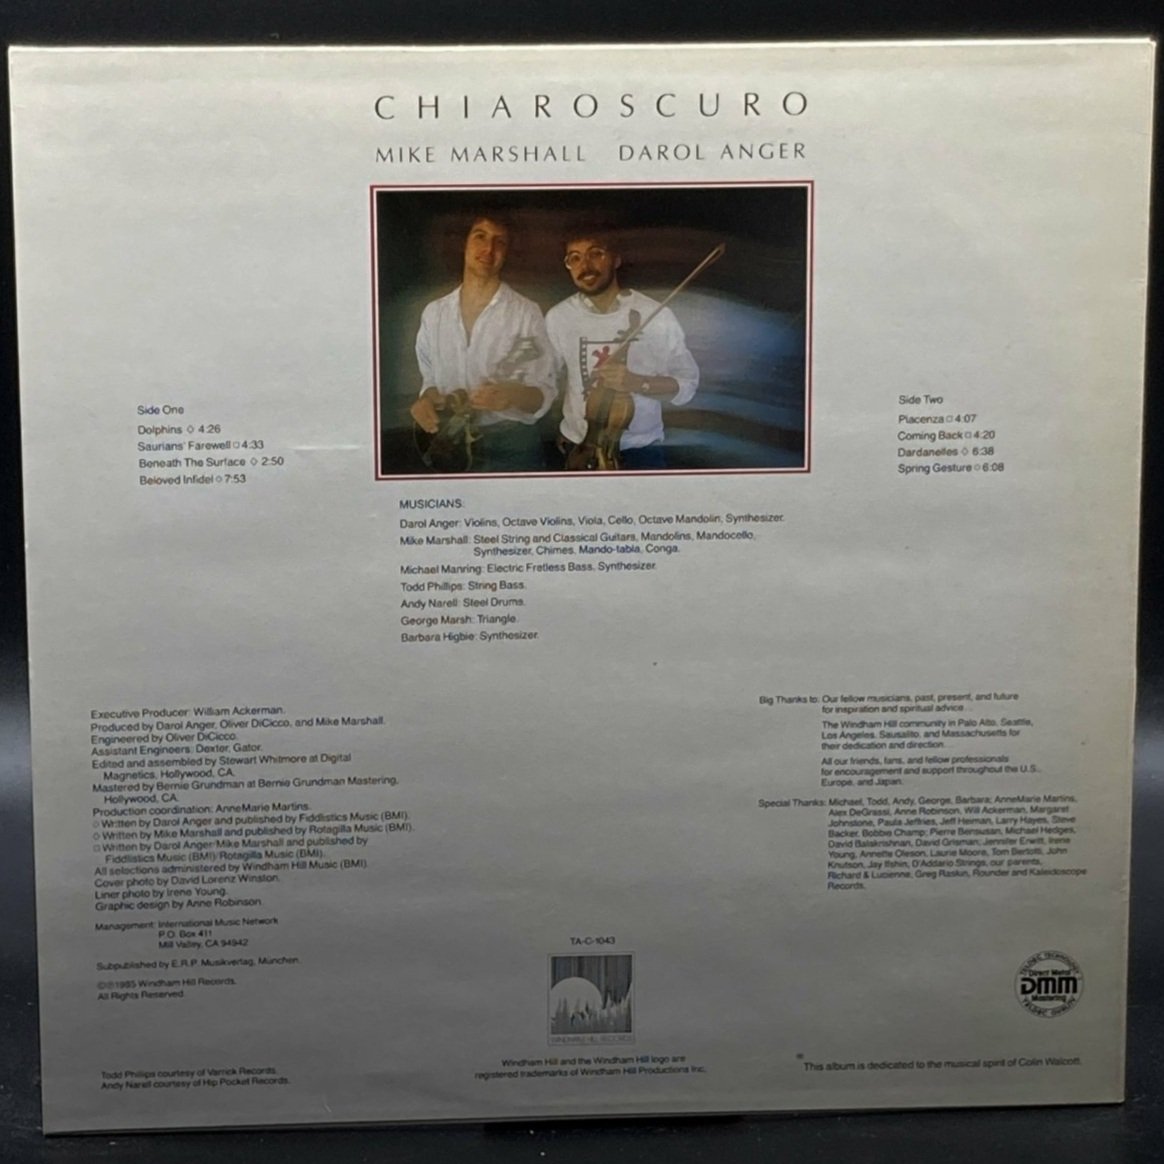 CHIAROSCURO
MIKE MARSHALL DAROL ANGER
Side One
Dolphins ◇ 4:26
Saurians' Farewell □ 4:33
Beneath The Surface ◇ 2:50
Beloved Infidel ○ 7:53
Side Two
Piacenza □ 4:07
Coming Back □ 4:20
Dardanelles ◇ 6:38
Spring Gesture ○ 6:08
MUSICIANS:
Darol Anger: Violins, Octave Violins, Viola, Cello, Octave Mandolin, Synthesizer.
Mike Marshall: Steel String and Classical Guitars, Mandolins, Mandocello,
Synthesizer, Chimes, Mando-tabla, Conga.
Michael Manring: Electric Fretless Bass, Synthesizer.
Todd Phillips: String Bass.
Andy Narell: Steel Drums.
George Marsh: Triangle.
Barbara Higbie: Synthesizer.
Executive Producer: William Ackerman.
Produced by Darol Anger, Oliver DiCicco, and Mike Marshall.
Engineered by Oliver DiCicco.
Assistant Engineers: Dexter, Gator.
Edited and assembled by Stewart Whitmore at Digital
Magnetics, Hollywood, CA.
Mastered by Bernie Grundman at Bernie Grundman Mastering,
Hollywood, CA.
Production coordination: AnneMarie Martins.
○ Written by Darol Anger and published by Fiddlistics Music (BMI).
◇ Written by Mike Marshall and published by Rotagilla Music (BMI).
□ Written by Darol Anger/Mike Marshall and published by
Fiddlistics Music (BMI)/Rotagilla Music (BMI).
All selections administered by Windham Hill Music (BMI).
Cover photo by David Lorenz Winston.
Liner photo by Irene Young.
Graphic design by Anne Robinson.
Management: International Music Network
P.O. Box 411
Mill Valley, CA 94942
Subpublished by E.R.P. Musikverlag, München.
©℗1985 Windham Hill Records.
All Rights Reserved.
Todd Phillips courtesy of Varrick Records.
Andy Narell courtesy of Hip Pocket Records.
Big Thanks to: Our fellow musicians, past, present, and future
for inspiration and spiritual advice...
The Windham Hill community in Palo Alto, Seattle,
Los Angeles, Sausalito, and Massachusetts for
their dedication and direction...
All our friends, fans, and fellow professionals
for encouragement and support throughout the U.S.,
Europe, and Japan.
Special Thanks: Michael, Todd, Andy, George, Barbara; AnneMarie Martins,
Alex DeGrassi, Anne Robinson, Will Ackerman, Margaret
Johnstone, Paula Jeffries, Jeff Heiman, Larry Hayes, Steve
Backer, Bobbie Champ; Pierre Bensusan, Michael Hedges,
David Balakrishnan, David Grisman; Jennifer Erwitt, Irene
Young, Annette Oleson, Laurie Moore, Tom Bertolli, John
Knutson, Jay Ifshin, D'Addario Strings, our parents,
Richard & Lucienne, Greg Raskin, Rounder and Kaleidoscope
Records.
TA-C-1043
WINDHAM HILL RECORDS
Windham Hill and the Windham Hill logo are
registered trademarks of Windham Hill Productions Inc.
TELDEC TECHNOLOGY
Direct Metal
DMM
Mastering
TELDEC QUALITY
This album is dedicated to the musical spirit of Colin Walcott.